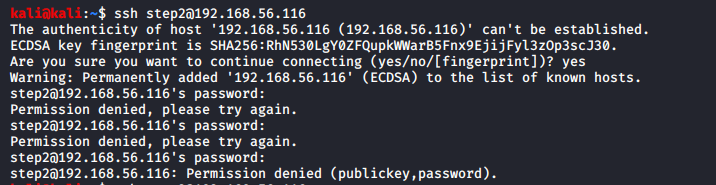 kali@kali:~$ ssh step2@192.168.56.116
The authenticity of host '192.168.56.116 (192.168.56.116)' can't be established.
ECDSA key fingerprint is SHA256:RhN530LgY0ZFQupkWWarB5Fnx9EjijFyl3zOp3scJ30.
Are you sure you want to continue connecting (yes/no/[fingerprint])? yes
Warning: Permanently added '192.168.56.116' (ECDSA) to the list of known hosts.
step2@192.168.56.116's password:
Permission denied, please try again.
step2@192.168.56.116's password:
Permission denied, please try again.
step2@192.168.56.116's password:
step2@192.168.56.116: Permission denied (publickey,password).